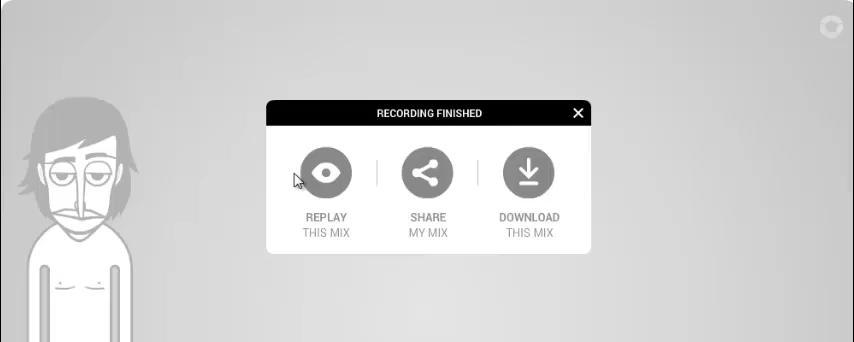 RECORDING FINISHED
REPLAY
THIS MIX
SHARE
MY MIX
DOWNLOAD
THIS MIX